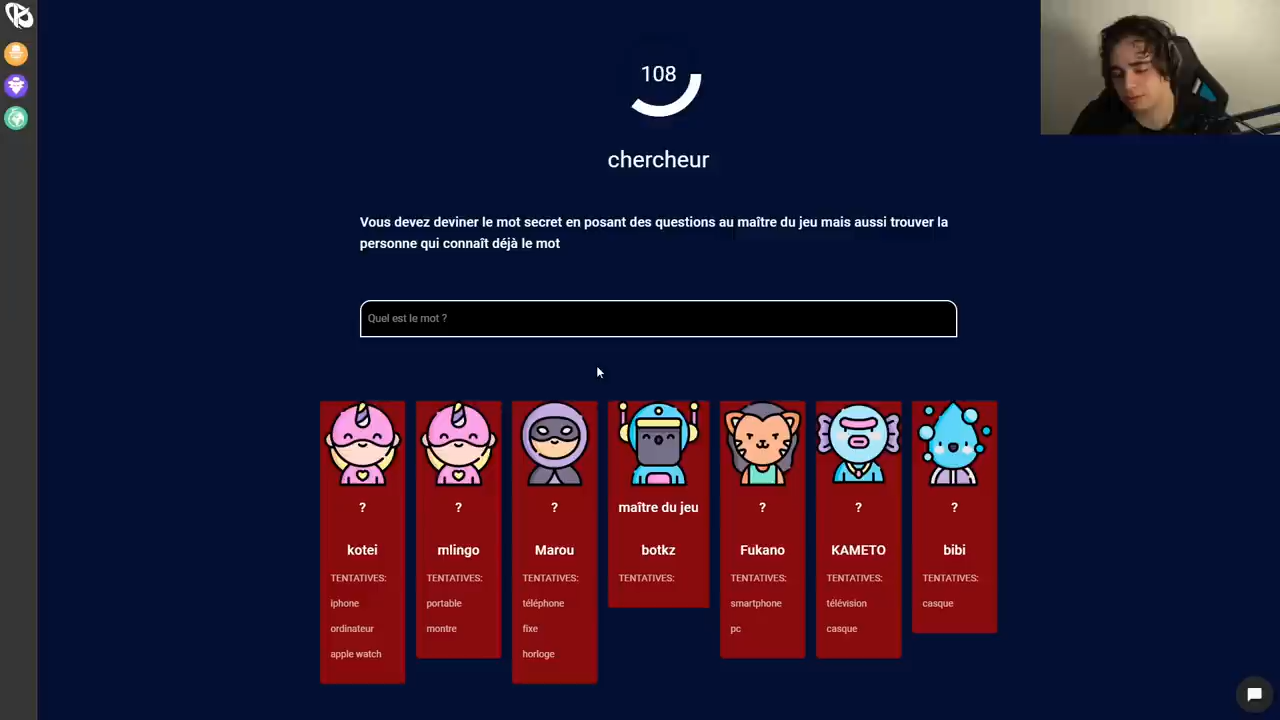 108
chercheur
Vous devez deviner le mot secret en posant des questions au maître du jeu mais aussi trouver la
personne qui connaît déjà le mot
Quel est le mot ?
?
kotei
TENTATIVES:
iphone
ordinateur
apple watch
?
mlingo
TENTATIVES:
portable
montre
?
Marou
TENTATIVES:
téléphone
fixe
horloge
maître du jeu
botkz
TENTATIVES:
?
Fukano
TENTATIVES:
smartphone
pc
?
KAMETO
TENTATIVES:
télévision
casque
?
bibi
TENTATIVES:
casque